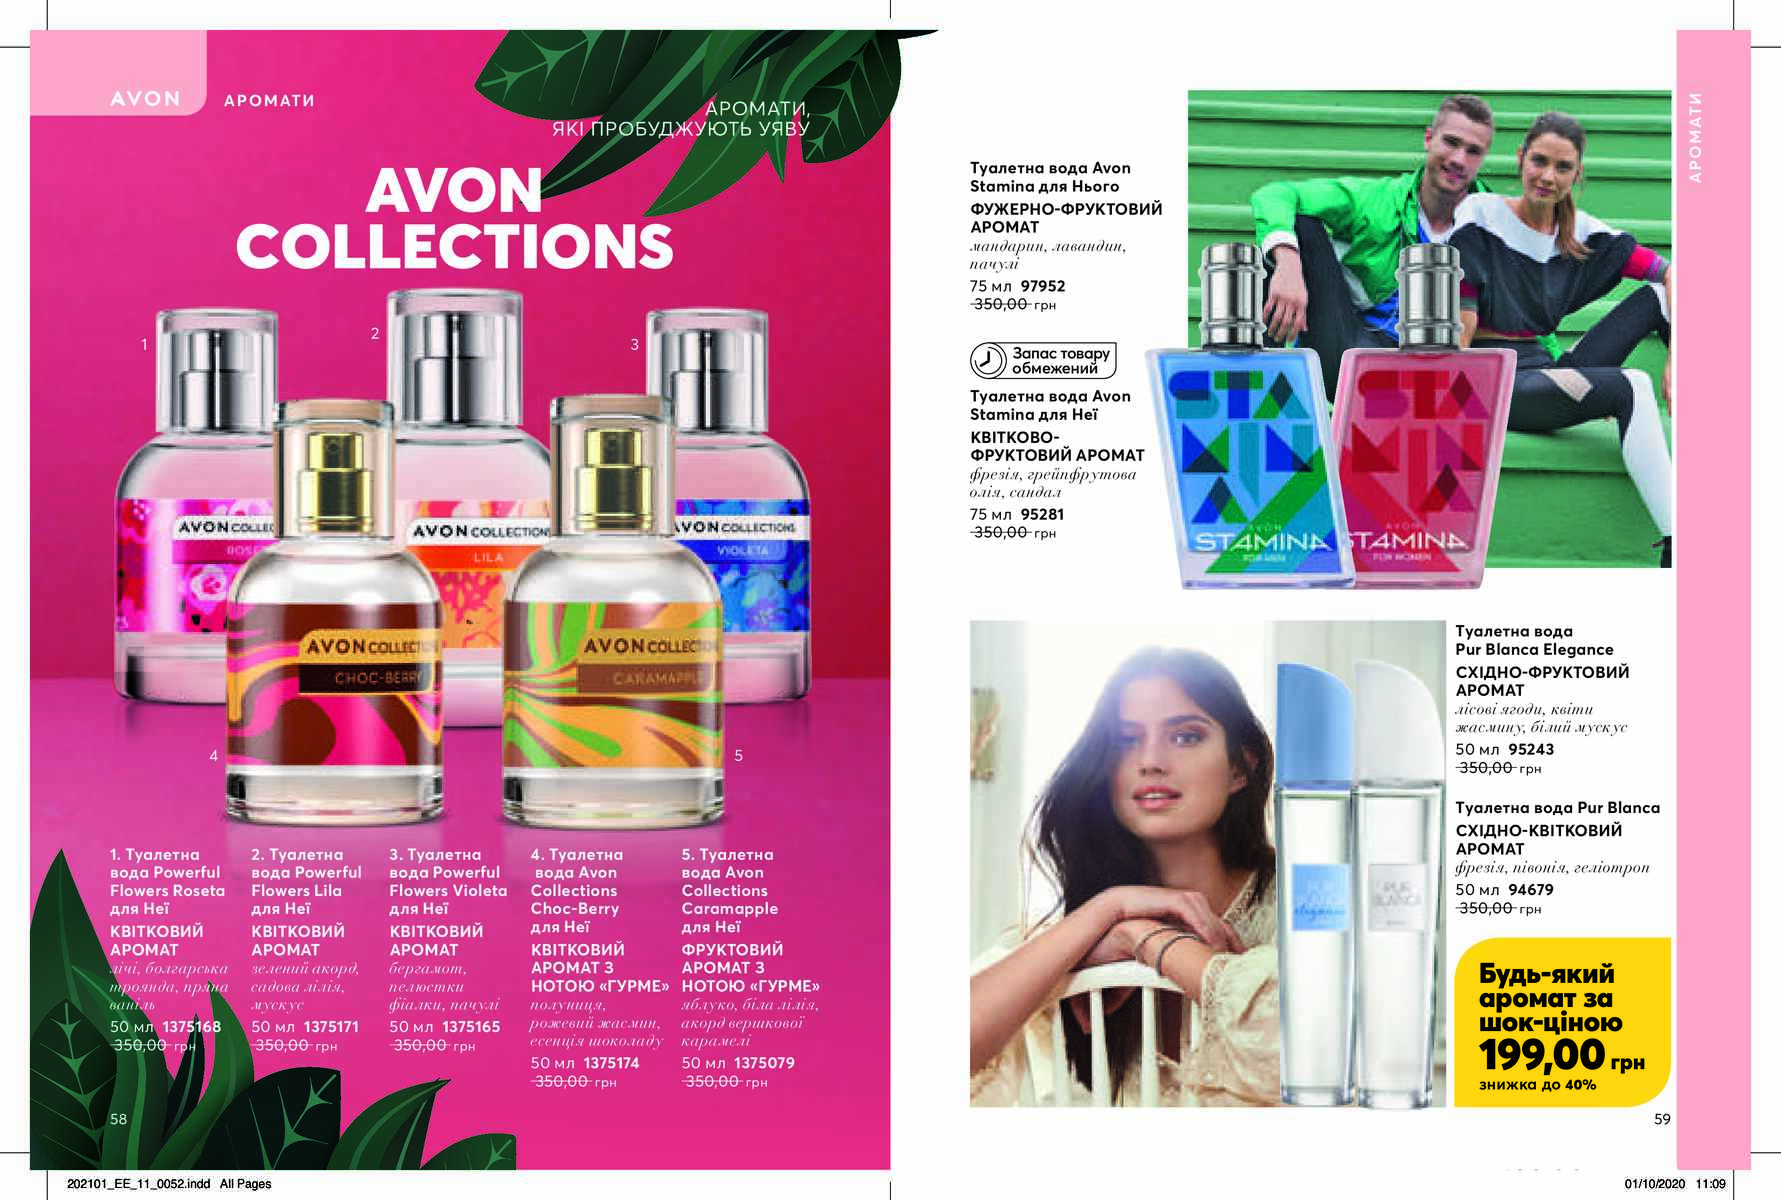 AVON
АРОМАТИ
АРОМАТИ,
ЯКІ ПРОБУДЖУЮТЬ УЯВУ
AVON
COLLECTIONS
1
2
3
AVON COLLEC
ROSE
AVON COLLECTION
LILA
AVON COLLECTIONS
VIOLETA
AVON COLLECTION
CHOC-BERRY
AVON COLLECTION
CARAMAPPLE
4
5
1. Туалетна
вода Powerful
Flowers Roseta
для Неї
КВІТКОВИЙ
АРОМАТ
лічі, болгарська
троянда, пряна
ваніль
50 мл 1375168
350,00 грн
2. Туалетна
вода Powerful
Flowers Lila
для Неї
КВІТКОВИЙ
АРОМАТ
зелений акорд,
садова лілія,
мускус
50 мл 1375171
350,00 грн
3. Туалетна
вода Powerful
Flowers Violeta
для Неї
КВІТКОВИЙ
АРОМАТ
бергамот,
пелюстки
фіалки, пачулі
50 мл 1375165
350,00 грн
4. Туалетна
вода Avon
Collections
Choc-Berry
для Неї
КВІТКОВИЙ
АРОМАТ З
НОТОЮ «ГУРМЕ»
полуниця,
рожевий жасмин,
есенція шоколаду
50 мл 1375174
350,00 грн
5. Туалетна
вода Avon
Collections
Caramapple
для Неї
ФРУКТОВИЙ
АРОМАТ З
НОТОЮ «ГУРМЕ»
яблуко, біла лілія,
акорд вершкової
карамелі
50 мл 1375079
350,00 грн
58
АРОМАТИ
Туалетна вода Avon
Stamina для Нього
ФУЖЕРНО-ФРУКТОВИЙ
АРОМАТ
мандарин, лавандин,
пачулі
75 мл 97952
350,00 грн
Запас товару
обмежений
Туалетна вода Avon
Stamina для Неї
КВІТКОВО-
ФРУКТОВИЙ АРОМАТ
фрезія, грейпфрутова
олія, сандал
75 мл 95281
350,00 грн
STAMINA
AVON
STAMINA
FOR MEN
STAMINA
AVON
STAMINA
FOR WOMEN
Туалетна вода
Pur Blanca Elegance
СХІДНО-ФРУКТОВИЙ
АРОМАТ
лісові ягоди, квіти
жасмину, білий мускус
50 мл 95243
350,00 грн
Туалетна вода Pur Blanca
СХІДНО-КВІТКОВИЙ
АРОМАТ
фрезія, півонія, геліотроп
50 мл 94679
350,00 грн
PUR
BLANCA
elegance
PUR
BLANCA
Будь-який
аромат за
шок-ціною
199,00 грн
знижка до 40%
59
202101_EE_11_0052.indd All Pages
01/10/2020 11:09